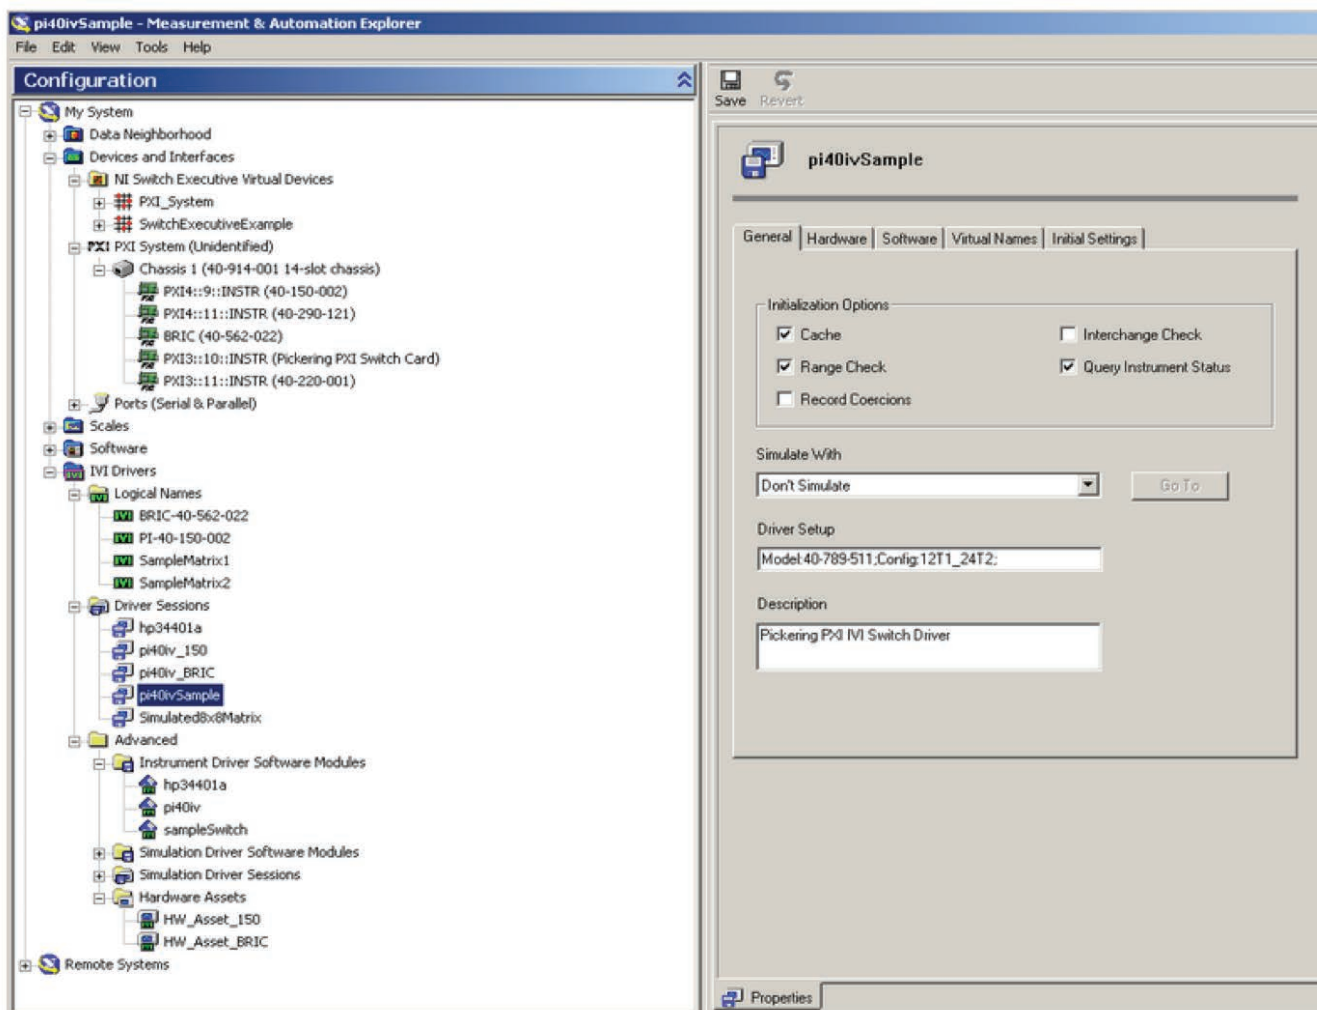 pi40ivSample - Measurement & Automation Explorer
File Edit View Tools Help
Configuration
My System
Data Neighborhood
Devices and Interfaces
NI Switch Executive Virtual Devices
PXI_System
SwitchExecutiveExample
PXI PXI System (Unidentified)
Chassis 1 (40-914-001 14-slot chassis)
PXI4::9::INSTR (40-150-002)
PXI4::11::INSTR (40-290-121)
BRIC (40-562-022)
PXI3::10::INSTR (Pickering PXI Switch Card)
PXI3::11::INSTR (40-220-001)
Ports (Serial & Parallel)
Scales
Software
IVI Drivers
Logical Names
IVI BRIC-40-562-022
IVI PI-40-150-002
IVI SampleMatrix1
IVI SampleMatrix2
Driver Sessions
hp34401a
pi40iv_150
pi40iv_BRIC
pi40ivSample
Simulated8x8Matrix
Advanced
Instrument Driver Software Modules
hp34401a
pi40iv
sampleSwitch
Simulation Driver Software Modules
Simulation Driver Sessions
Hardware Assets
HW_Asset_150
HW_Asset_BRIC
Remote Systems
Save Revert
pi40ivSample
General Hardware Software Virtual Names Initial Settings
Initialization Options
Cache Interchange Check
Range Check Query Instrument Status
Record Coercions
Simulate With
Don't Simulate Go To
Driver Setup
Model:40-789-511;Config:12T1_24T2;
Description
Pickering PXI IVI Switch Driver
Properties